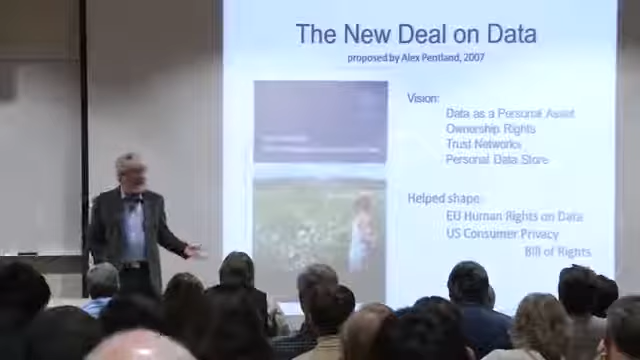 The New Deal on Data
proposed by Alex Pentland, 2007
Vision:
Data as a Personal Asset
Ownership Rights
Trust Networks
Personal Data Store
Helped shape:
EU Human Rights on Data
US Consumer Privacy
Bill of Rights